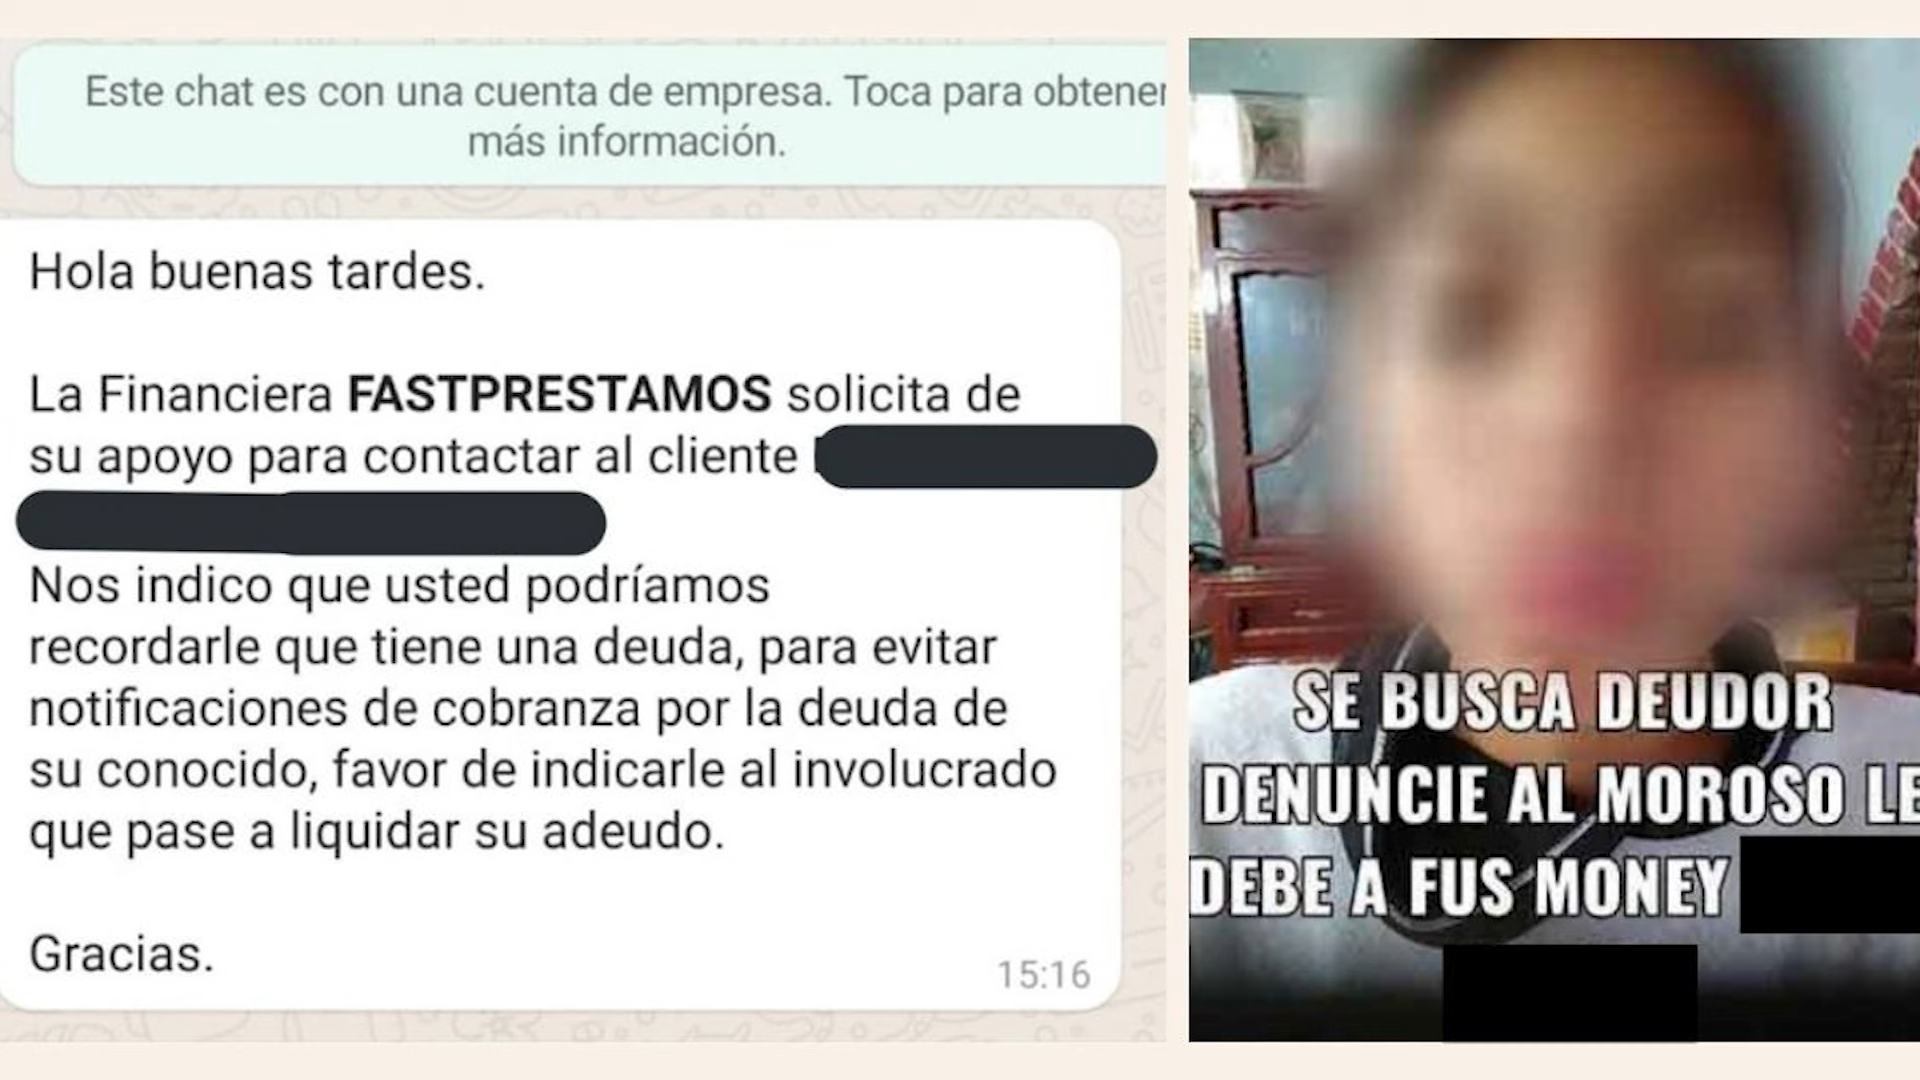 Este chat es con una cuenta de empresa. Toca para obtener
más información.
Hola buenas tardes.
La Financiera FASTPRESTAMOS solicita de
su apoyo para contactar al cliente
Nos indico que usted podríamos
recordarle que tiene una deuda, para evitar
notificaciones de cobranza por la deuda de
su conocido, favor de indicarle al involucrado
que pase a liquidar su adeudo.
Gracias.
15:16
SE BUSCA DEUDOR
DENUNCIE AL MOROSO LE
DEBE A FUS MONEY